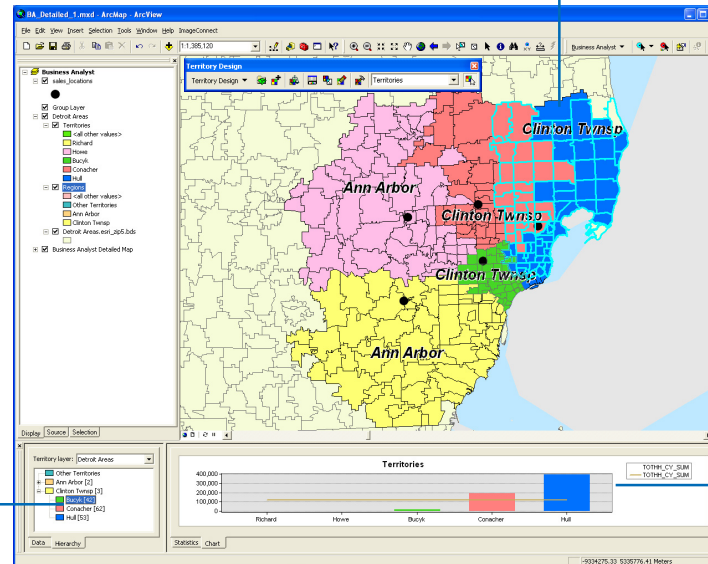 BA_Detailed_1.mxd - ArcMap - ArcView
File Edit View Insert Selection Tools Window Help ImageConnect
1:1,385,120
Business Analyst
Territory Design
Territory Design
Territories
Business Analyst
sales_locations
Group Layer
Detroit Areas
Territories
<all other values>
Richard
Howe
Bucyk
Conacher
Hull
Regions
<all other values>
Other Territories
Ann Arbor
Clinton Twnsp
Detroit Areas.esri_zip5.bds
Business Analyst Detailed Map
Display Source Selection
Clinton Twnsp
Ann Arbor
Clinton Twnsp
Clinton Twnsp
Ann Arbor
Territory layer: Detroit Areas
Other Territories
Ann Arbor [2]
Clinton Twnsp [3]
Bucyk [42]
Conacher [62]
Hull [53]
Data Hierarchy
Territories
400,000
300,000
200,000
100,000
0
Richard Howe Bucyk Conacher Hull
TOTHH_CY_SUM
TOTHH_CY_SUM
Statistics Chart
-9334275.33 5335776.41 Meters